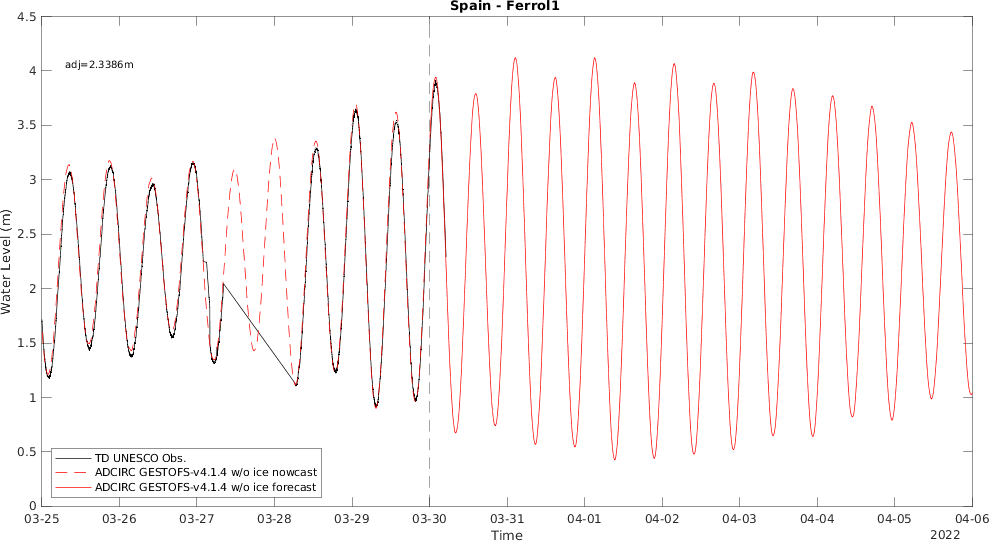 Spain - Ferrol1
4.5
4
3.5
3
2.5
2
1.5
1
0.5
0
Water Level (m)
adj=2.3386m
TD UNESCO Obs.
ADCIRC GESTOFS-v4.1.4 w/o ice nowcast
ADCIRC GESTOFS-v4.1.4 w/o ice forecast
03-25 03-26 03-27 03-28 03-29 03-30 03-31 04-01 04-02 04-03 04-04 04-05 04-06
Time
2022